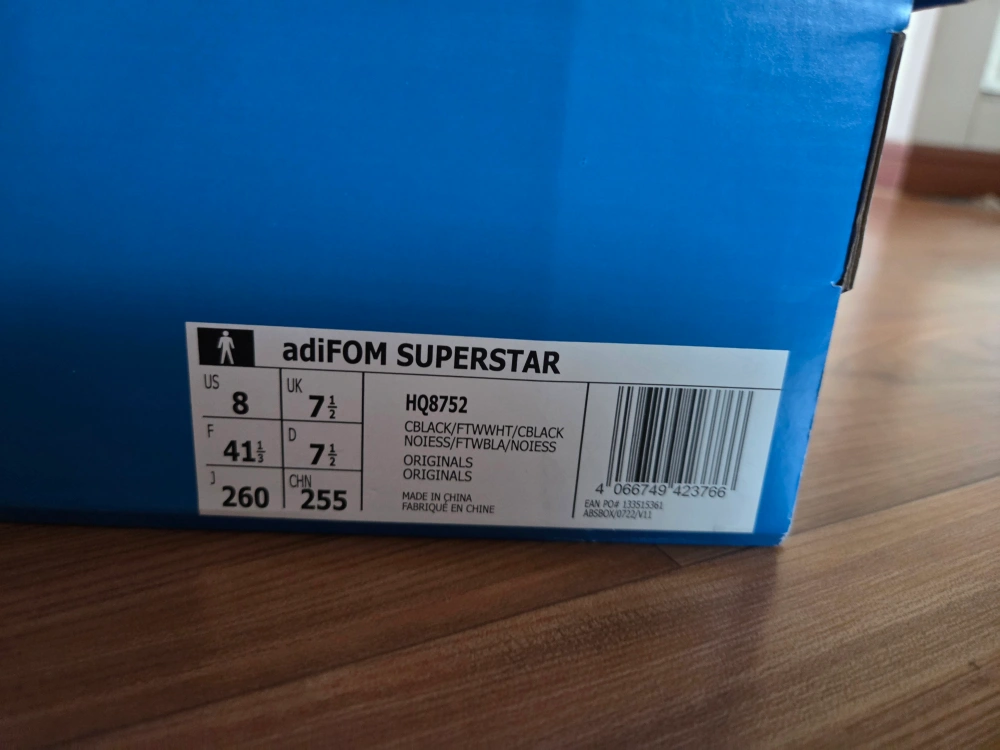 adiFOM SUPERSTAR
US 8 UK 7½
F 41⅓ D 7½
J 260 CHN 255
HQ8752
CBLACK/FTWWHT/CBLACK
NOIESS/FTWBLA/NOIESS
ORIGINALS
ORIGINALS
MADE IN CHINA
FABRIQUÉ EN CHINE
4 066749 423766
EAN PO# 133515361
ABSBOX/0722/V11